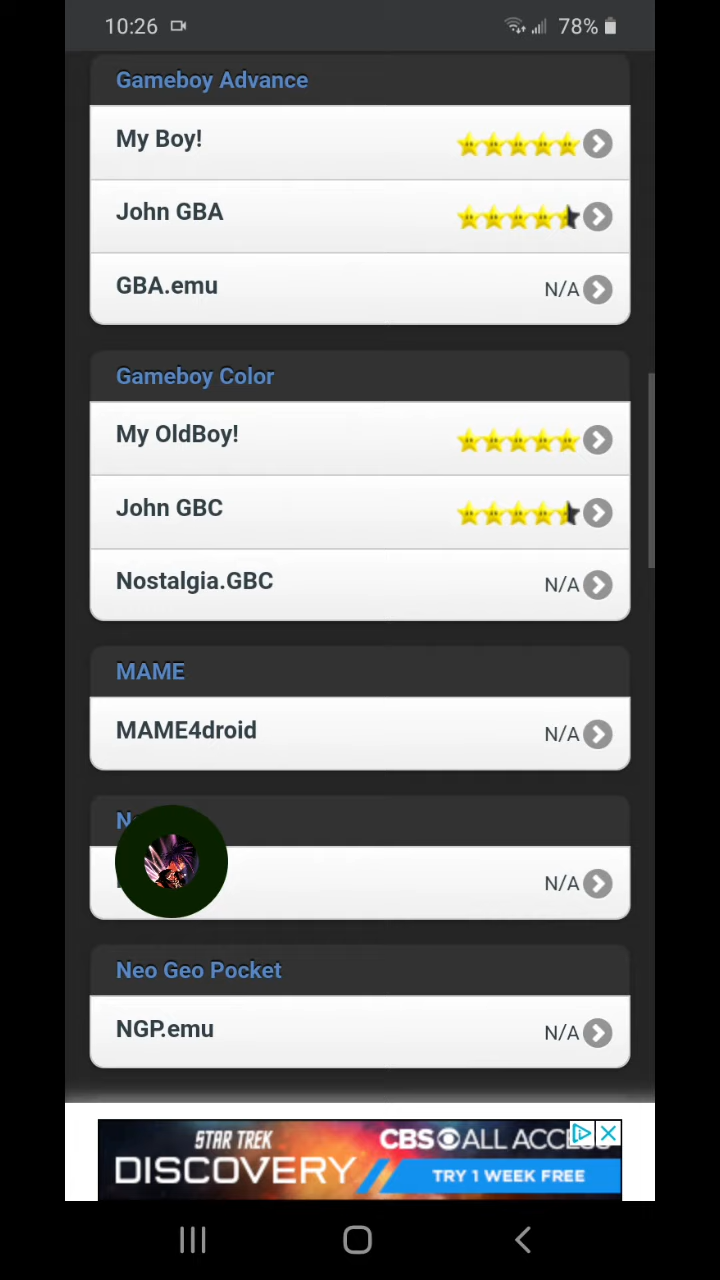 10:26
78%
Gameboy Advance
My Boy!
John GBA
GBA.emu
N/A
Gameboy Color
My OldBoy!
John GBC
Nostalgia.GBC
N/A
MAME
MAME4droid
N/A
N/A
Neo Geo Pocket
NGP.emu
N/A
STAR TREK
DISCOVERY
CBS ALL ACCESS
TRY 1 WEEK FREE